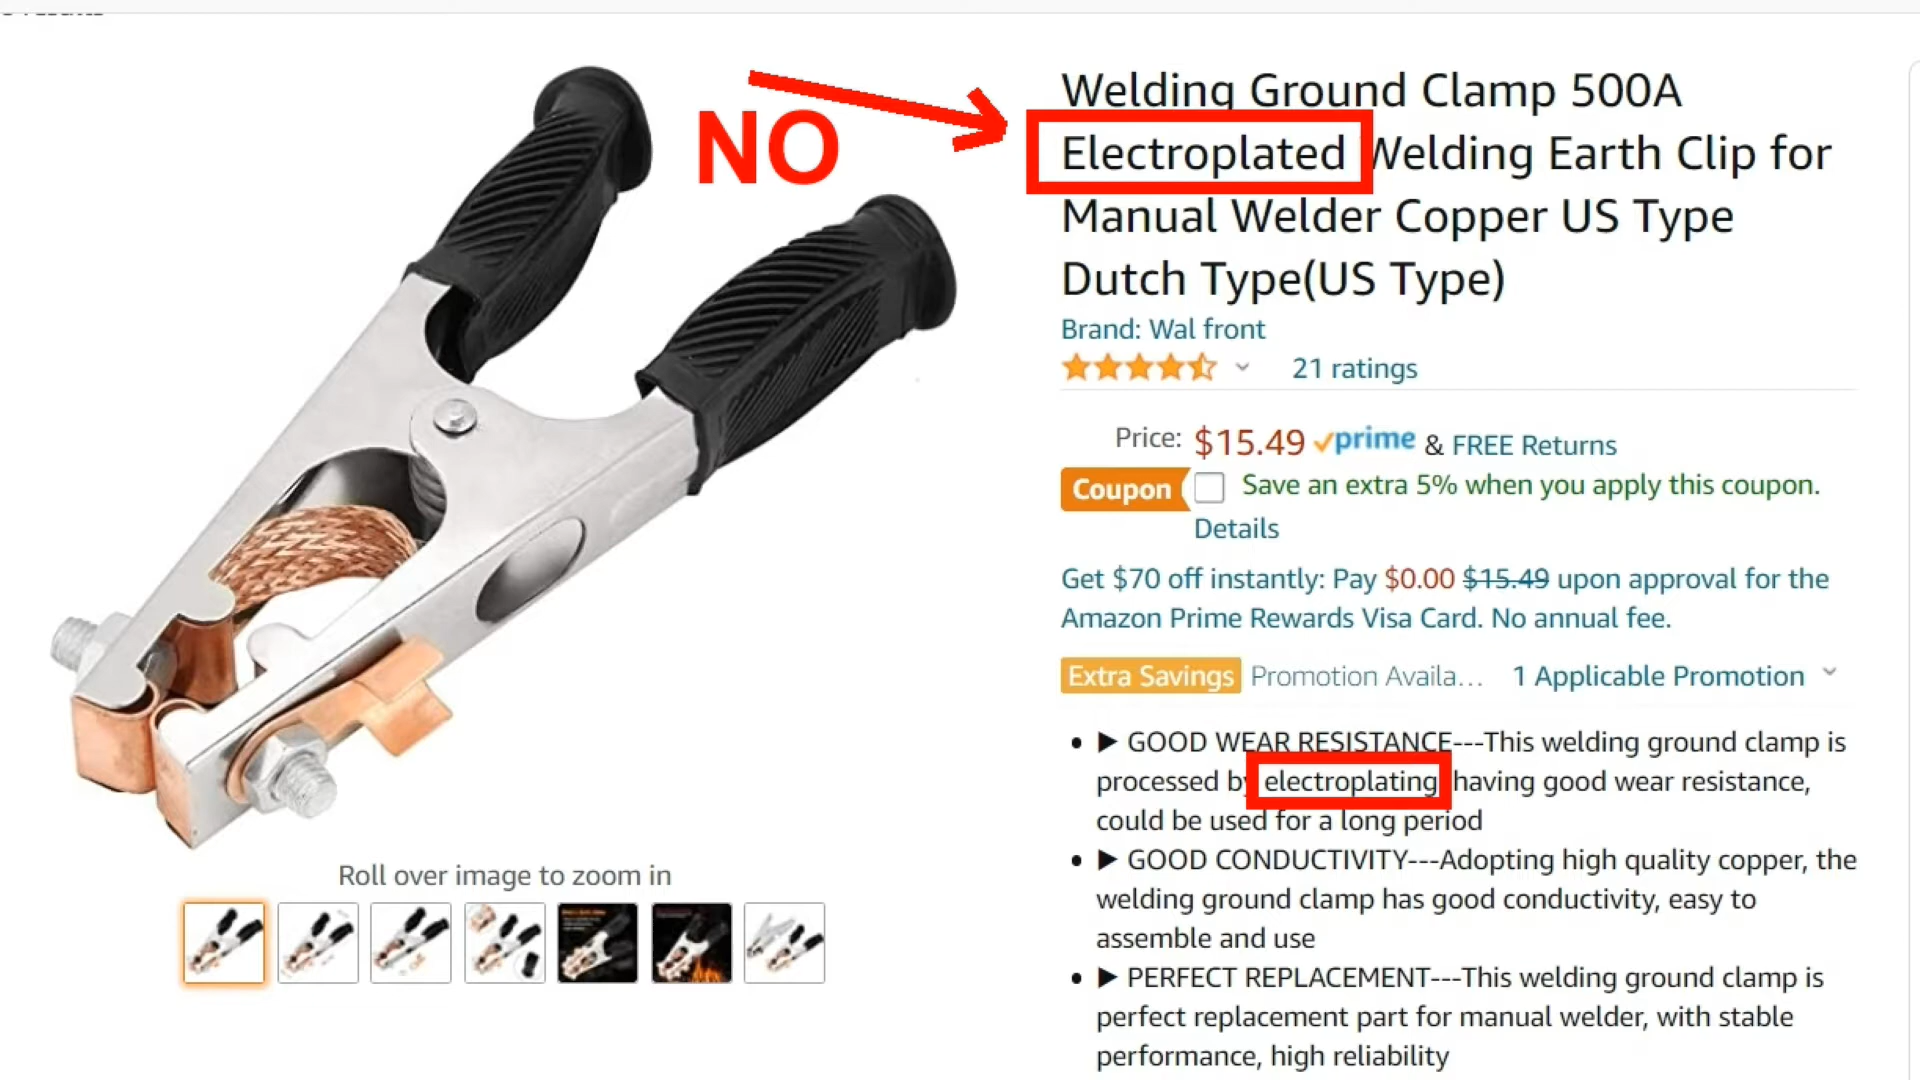 NO
Welding Ground Clamp 500A
Electroplated Welding Earth Clip for
Manual Welder Copper US Type
Dutch Type(US Type)
Brand: Wal front
21 ratings
Price: $15.49 prime & FREE Returns
Coupon Save an extra 5% when you apply this coupon.
Details
Get $70 off instantly: Pay $0.00 $15.49 upon approval for the
Amazon Prime Rewards Visa Card. No annual fee.
Extra Savings Promotion Availa… 1 Applicable Promotion
• ► GOOD WEAR RESISTANCE---This welding ground clamp is
processed by electroplating having good wear resistance,
could be used for a long period
• ► GOOD CONDUCTIVITY---Adopting high quality copper, the
welding ground clamp has good conductivity, easy to
assemble and use
• ► PERFECT REPLACEMENT---This welding ground clamp is
perfect replacement part for manual welder, with stable
performance, high reliability
Roll over image to zoom in